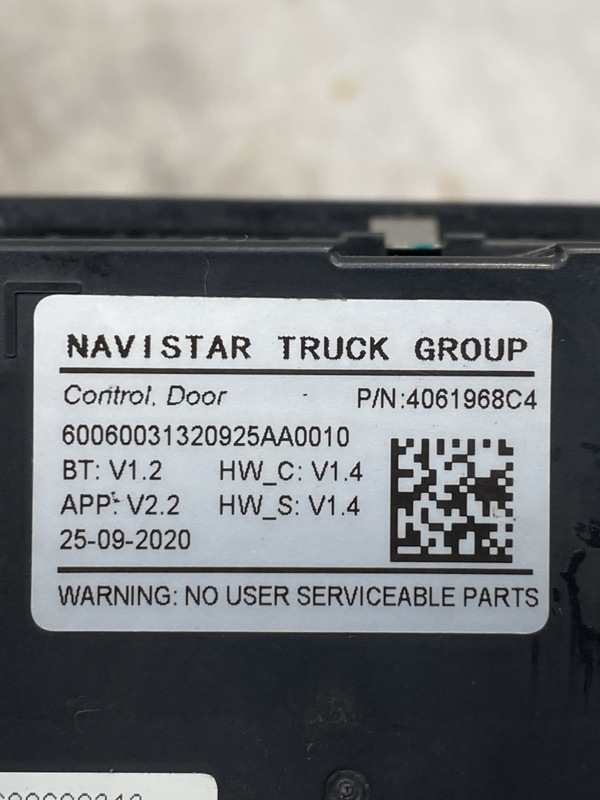 NAVISTAR TRUCK GROUP
Control, Door P/N:4061968C4
60060031320925AA0010
BT: V1.2 HW_C: V1.4
APP: V2.2 HW_S: V1.4
25-09-2020
WARNING: NO USER SERVICEABLE PARTS